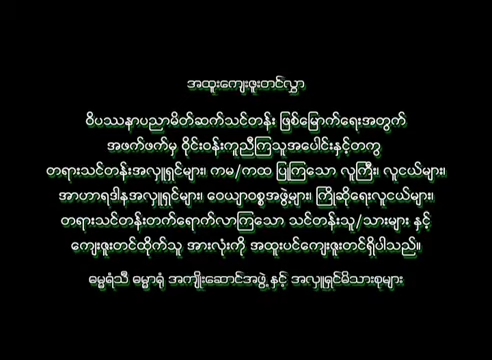 အထူးကျေးဇူးတင်လွှာ
ဝိပဿနာပညာမိတ်ဆက်သင်တန်း ဖြစ်မြောက်ရေးအတွက်
အဖက်ဖက်မှ ဝိုင်းဝန်းကူညီကြသူအပေါင်းနှင့်တကွ
တရားသင်တန်းအလှူရှင်များ၊ ကမ/ကထ ပြုကြသော လူကြီး၊ လူငယ်များ၊
အာဟာရဒါနအလှူရှင်များ၊ ဝေယျာဝစ္စအဖွဲ့များ၊ ကြိုဆိုရေးလူငယ်များ၊
တရားသင်တန်းတက်ရောက်လာကြသော သင်တန်းသူ/သားများ နှင့်
ကျေးဇူးတင်ထိုက်သူ အားလုံးကို အထူးပင်ကျေးဇူးတင်ရှိပါသည်။
ဓမ္မရံသီ ဓမ္မာရုံ အကျိုးဆောင်အဖွဲ့ နှင့် အလှူရှင်မိသားစုများ